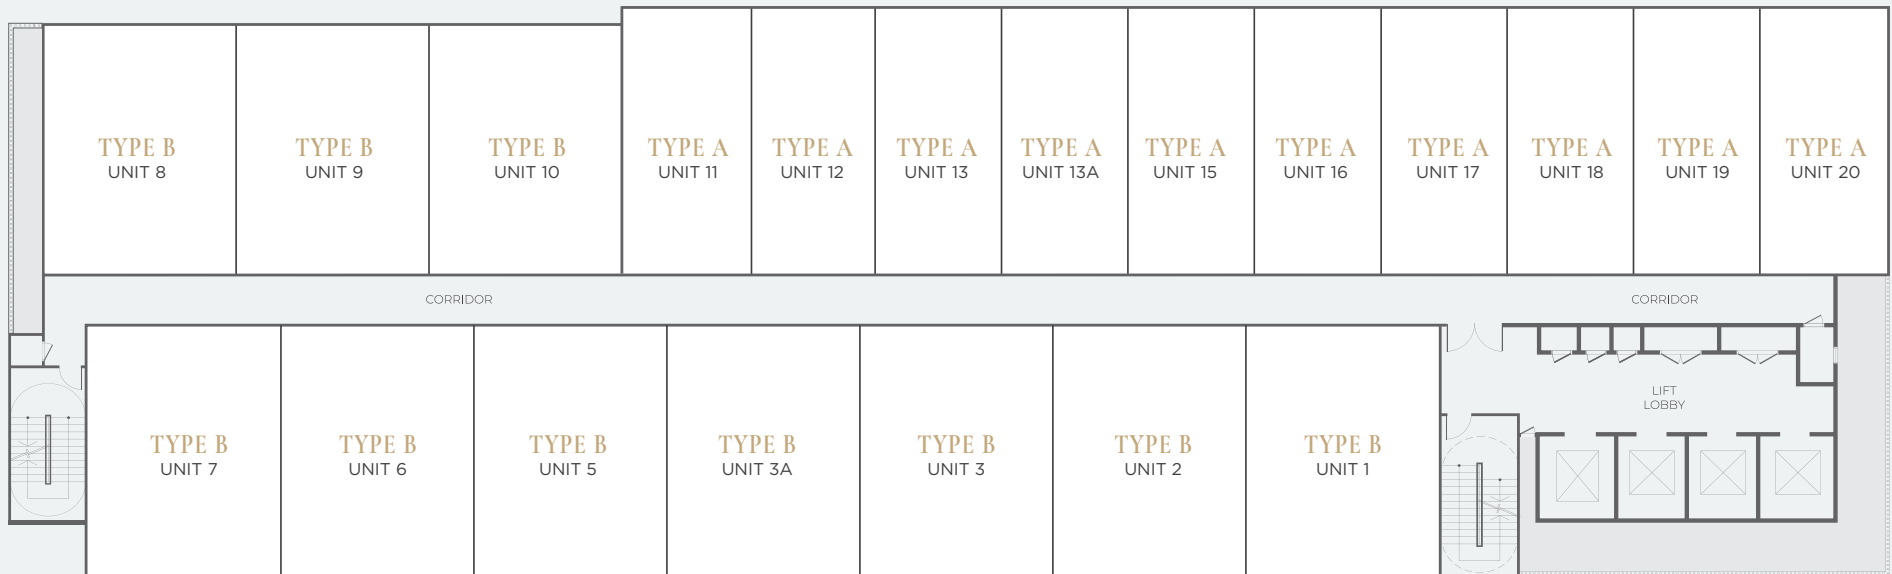 TYPE B
UNIT 8
TYPE B
UNIT 9
TYPE B
UNIT 10
TYPE A
UNIT 11
TYPE A
UNIT 12
TYPE A
UNIT 13
TYPE A
UNIT 13A
TYPE A
UNIT 15
TYPE A
UNIT 16
TYPE A
UNIT 17
TYPE A
UNIT 18
TYPE A
UNIT 19
TYPE A
UNIT 20
CORRIDOR
CORRIDOR
LIFT
LOBBY
TYPE B
UNIT 7
TYPE B
UNIT 6
TYPE B
UNIT 5
TYPE B
UNIT 3A
TYPE B
UNIT 3
TYPE B
UNIT 2
TYPE B
UNIT 1